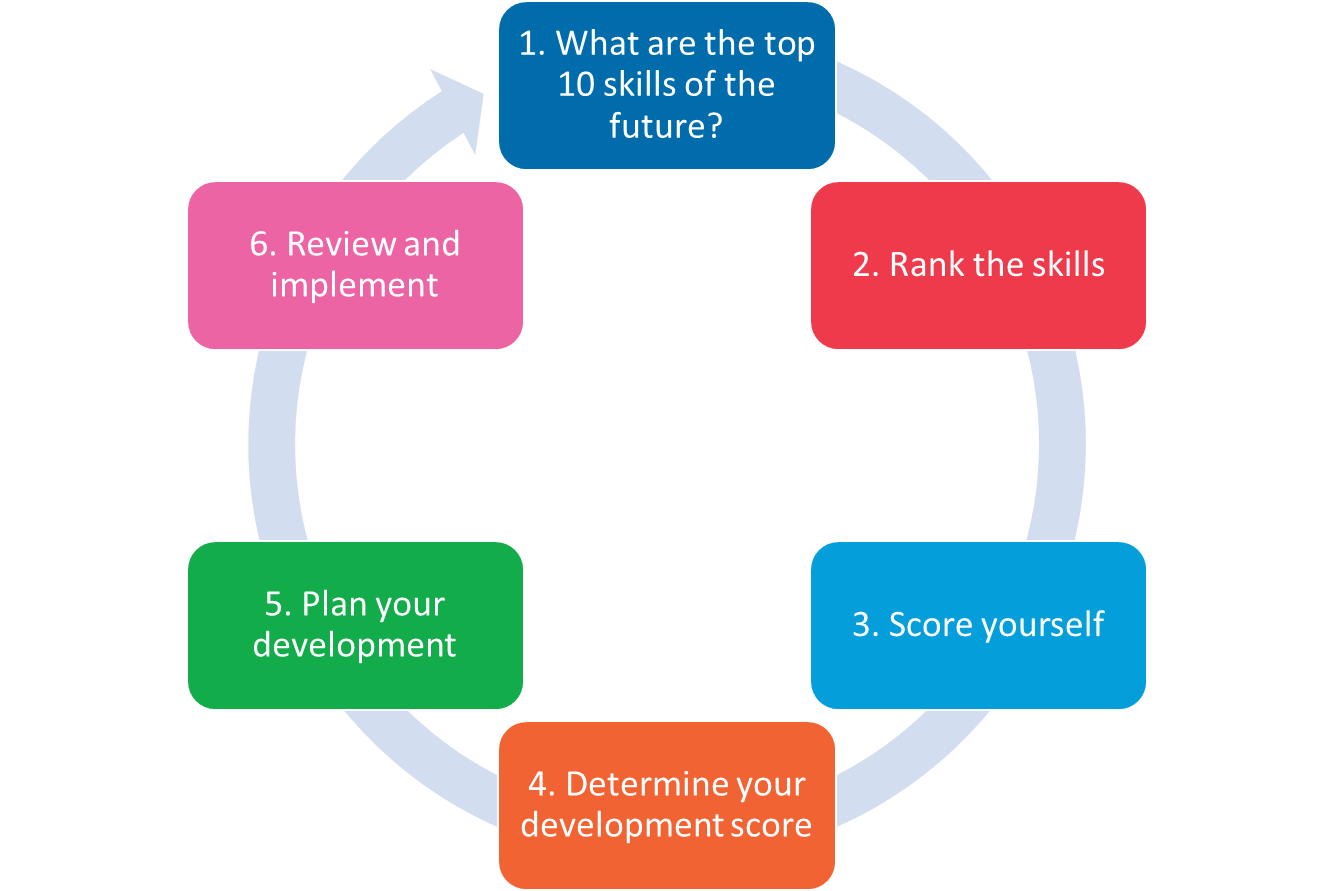 1. What are the top
10 skills of the
future?
2. Rank the skills
3. Score yourself
4. Determine your
development score
5. Plan your
development
6. Review and
implement